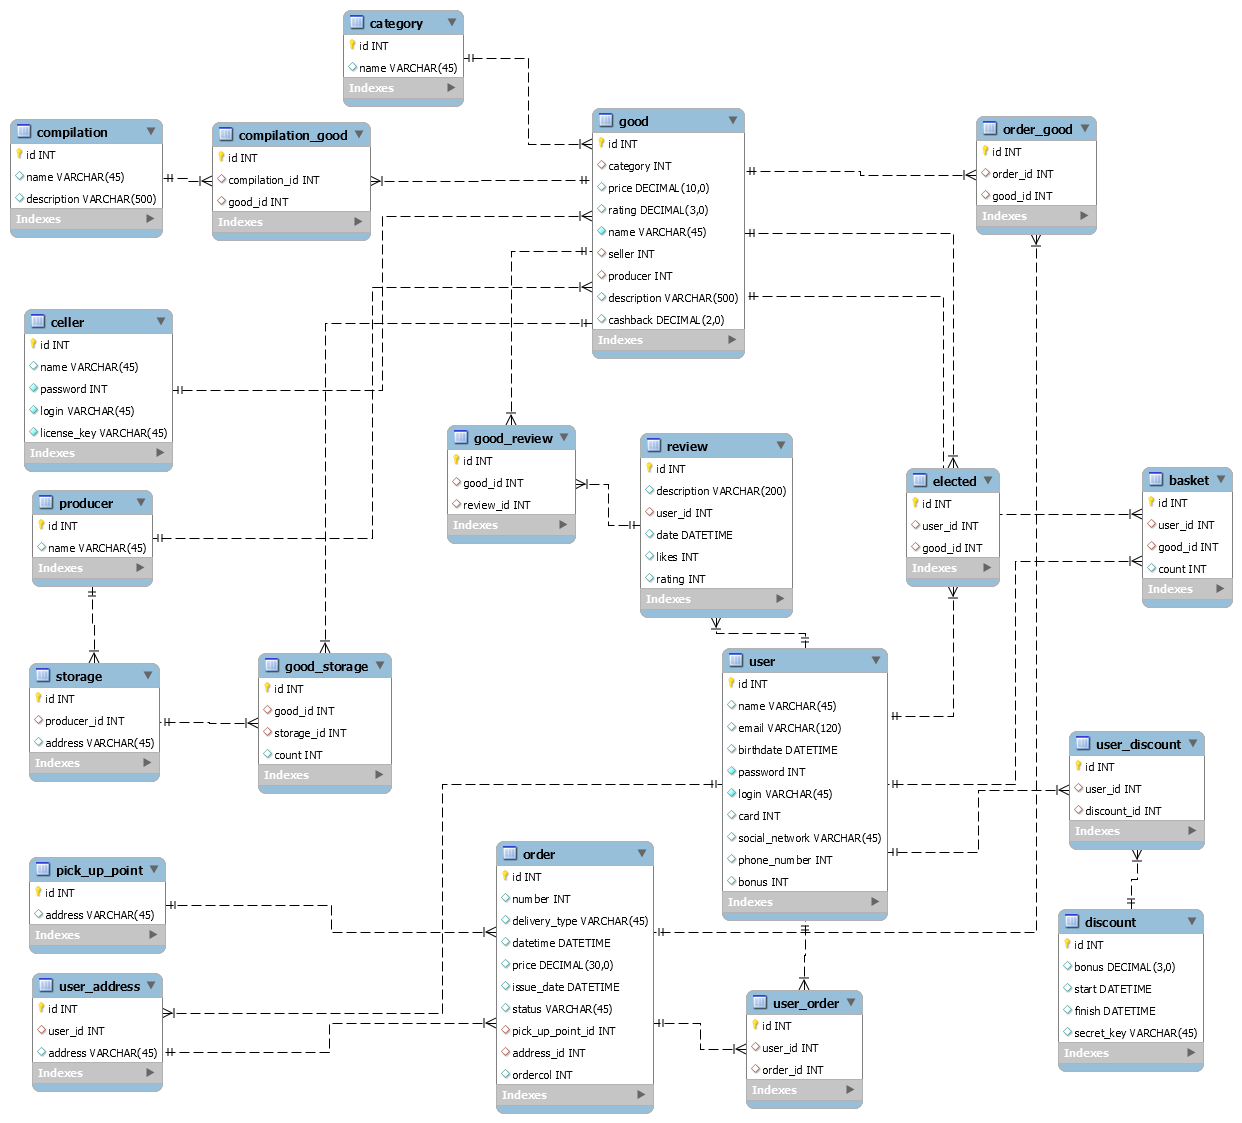 category
id INT
name VARCHAR(45)
Indexes
compilation
id INT
name VARCHAR(45)
description VARCHAR(500)
Indexes
compilation_good
id INT
compilation_id INT
good_id INT
Indexes
good
id INT
category INT
price DECIMAL(10,0)
rating DECIMAL(3,0)
name VARCHAR(45)
seller INT
producer INT
description VARCHAR(500)
cashback DECIMAL(2,0)
Indexes
order_good
id INT
order_id INT
good_id INT
Indexes
celler
id INT
name VARCHAR(45)
password INT
login VARCHAR(45)
license_key VARCHAR(45)
Indexes
good_review
id INT
good_id INT
review_id INT
Indexes
review
id INT
description VARCHAR(200)
user_id INT
date DATETIME
likes INT
rating INT
Indexes
elected
id INT
user_id INT
good_id INT
Indexes
basket
id INT
user_id INT
good_id INT
count INT
Indexes
producer
id INT
name VARCHAR(45)
Indexes
storage
id INT
producer_id INT
address VARCHAR(45)
Indexes
good_storage
id INT
good_id INT
storage_id INT
count INT
Indexes
user
id INT
name VARCHAR(45)
email VARCHAR(120)
birthdate DATETIME
password INT
login VARCHAR(45)
card INT
social_network VARCHAR(45)
phone_number INT
bonus INT
Indexes
user_discount
id INT
user_id INT
discount_id INT
Indexes
pick_up_point
id INT
address VARCHAR(45)
Indexes
order
id INT
number INT
delivery_type VARCHAR(45)
datetime DATETIME
price DECIMAL(30,0)
issue_date DATETIME
status VARCHAR(45)
pick_up_point_id INT
address_id INT
ordercol INT
Indexes
discount
id INT
bonus DECIMAL(3,0)
start DATETIME
finish DATETIME
secret_key VARCHAR(45)
Indexes
user_address
id INT
user_id INT
address VARCHAR(45)
Indexes
user_order
id INT
user_id INT
order_id INT
Indexes